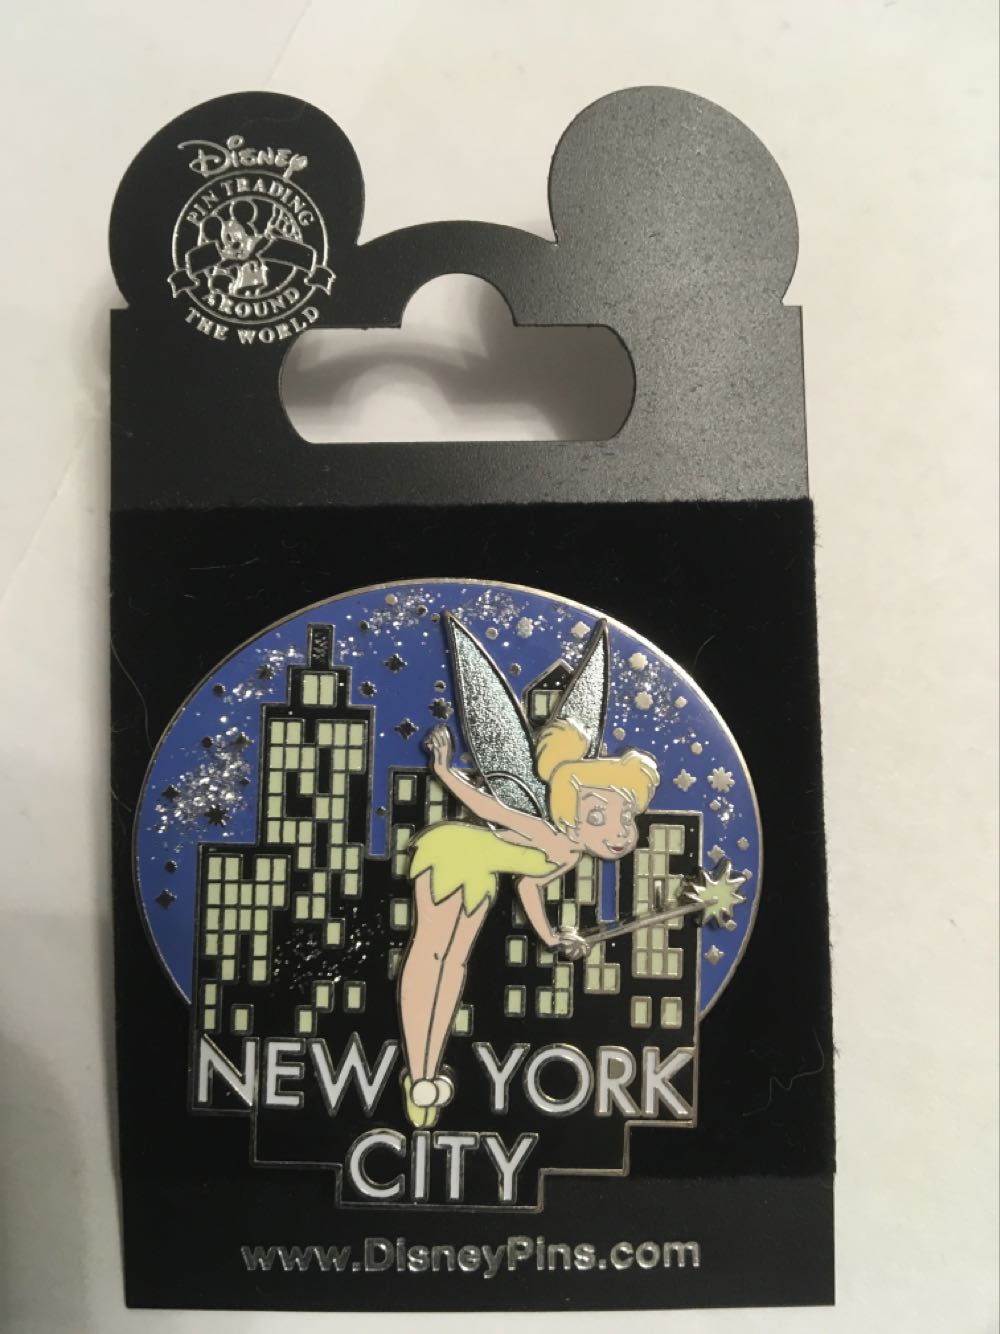 Disney
PIN TRADING
AROUND
THE WORLD
NEW YORK
CITY
www.DisneyPins.com